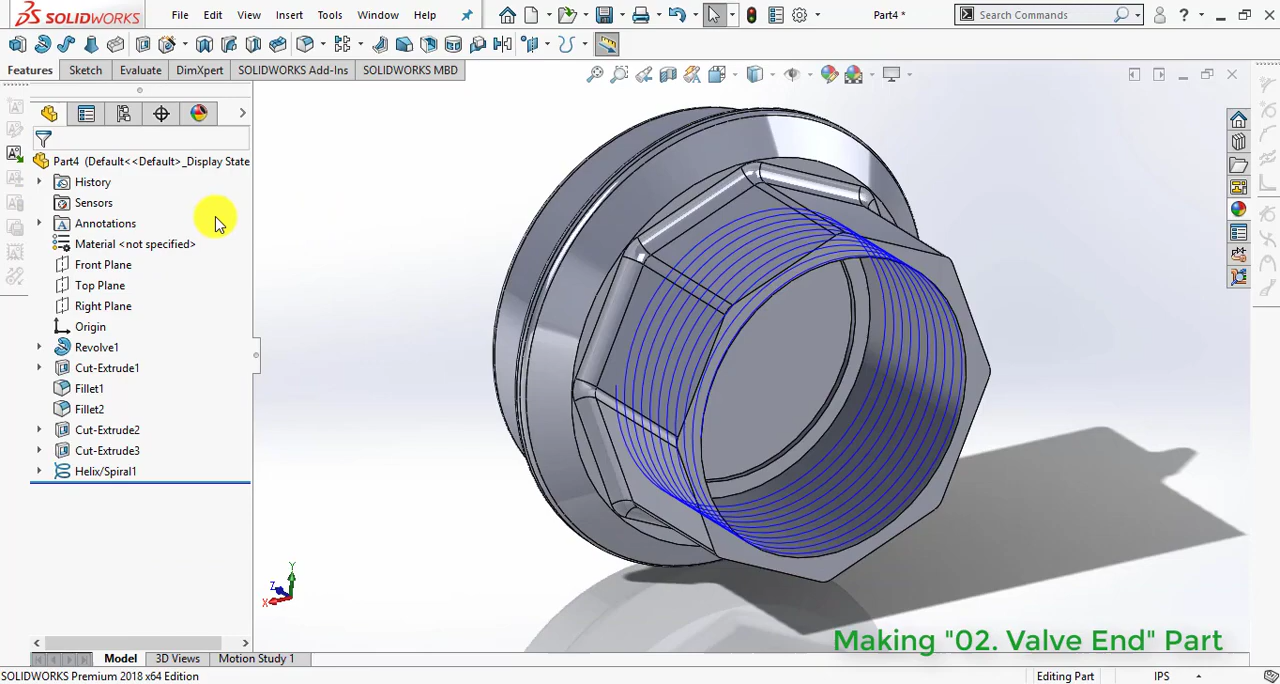 SOLIDWORKS
File
Edit
View
Insert
Tools
Window
Help
Part4 *
Search Commands
Features
Sketch
Evaluate
DimXpert
SOLIDWORKS Add-Ins
SOLIDWORKS MBD
Part4 (Default<<Default>_Display State
History
Sensors
Annotations
Material <not specified>
Front Plane
Top Plane
Right Plane
Origin
Revolve1
Cut-Extrude1
Fillet1
Fillet2
Cut-Extrude2
Cut-Extrude3
Helix/Spiral1
Y
Z
X
Making "02. Valve End" Part
Model
3D Views
Motion Study 1
SOLIDWORKS Premium 2018 x64 Edition
Editing Part
IPS